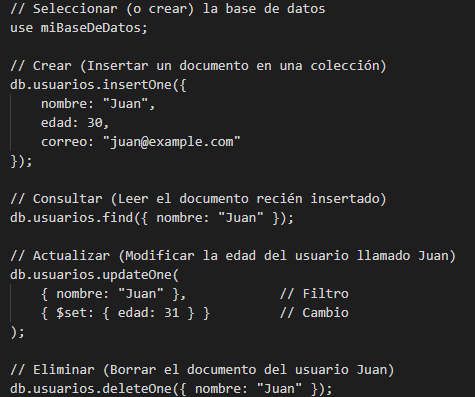 // Seleccionar (o crear) la base de datos
use miBaseDeDatos;

// Crear (Insertar un documento en una colección)
db.usuarios.insertOne({
    nombre: "Juan",
    edad: 30,
    correo: "juan@example.com"
});

// Consultar (Leer el documento recién insertado)
db.usuarios.find({ nombre: "Juan" });

// Actualizar (Modificar la edad del usuario llamado Juan)
db.usuarios.updateOne(
    { nombre: "Juan" },            // Filtro
    { $set: { edad: 31 } }         // Cambio
);

// Eliminar (Borrar el documento del usuario Juan)
db.usuarios.deleteOne({ nombre: "Juan" });